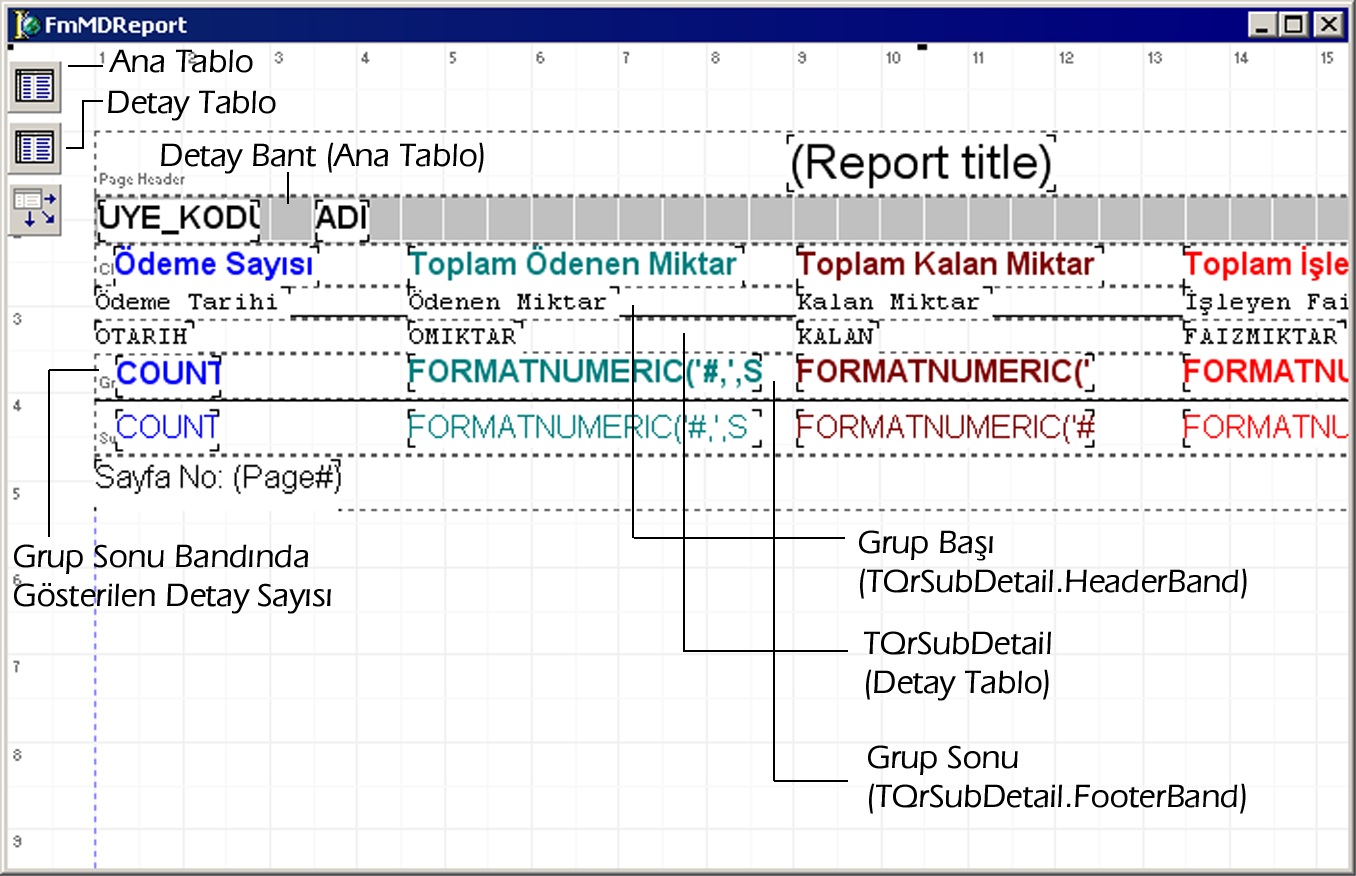 FmMDReport
1 2 3 4 5 6 7 8 9 10 11 12 13 14 15
Ana Tablo
Detay Tablo
Detay Bant (Ana Tablo)
(Report title)
Page Header
UYE_KODU ADI
Ödeme Sayısı Toplam Ödenen Miktar Toplam Kalan Miktar Toplam İşle
Ödeme Tarihi Ödenen Miktar Kalan Miktar İşleyen Fai
3
OTARIH OMIKTAR KALAN FAIZMIKTAR
Gr COUNT FORMATNUMERIC('#,',S FORMATNUMERIC(' FORMATNU
4
Su COUNT FORMATNUMERIC('#,',S FORMATNUMERIC('# FORMATNU
Sayfa No: (Page#)
5
Grup Sonu Bandında
Gösterilen Detay Sayısı
6
Grup Başı
(TQrSubDetail.HeaderBand)
TQrSubDetail
(Detay Tablo)
7
Grup Sonu
(TQrSubDetail.FooterBand)
8
9